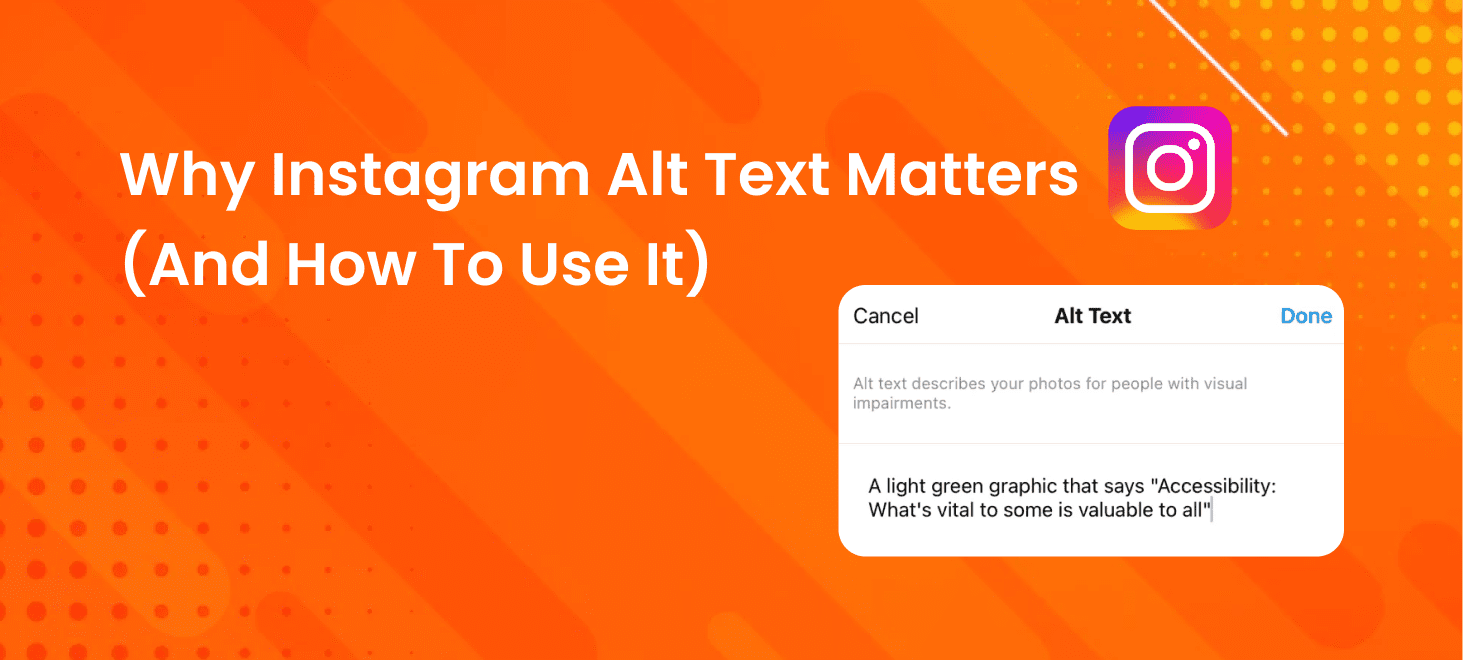 Why Instagram Alt Text Matters
(And How To Use It)
Cancel Alt Text Done
Alt text describes your photos for people with visual
impairments.
A light green graphic that says "Accessibility:
What's vital to some is valuable to all"